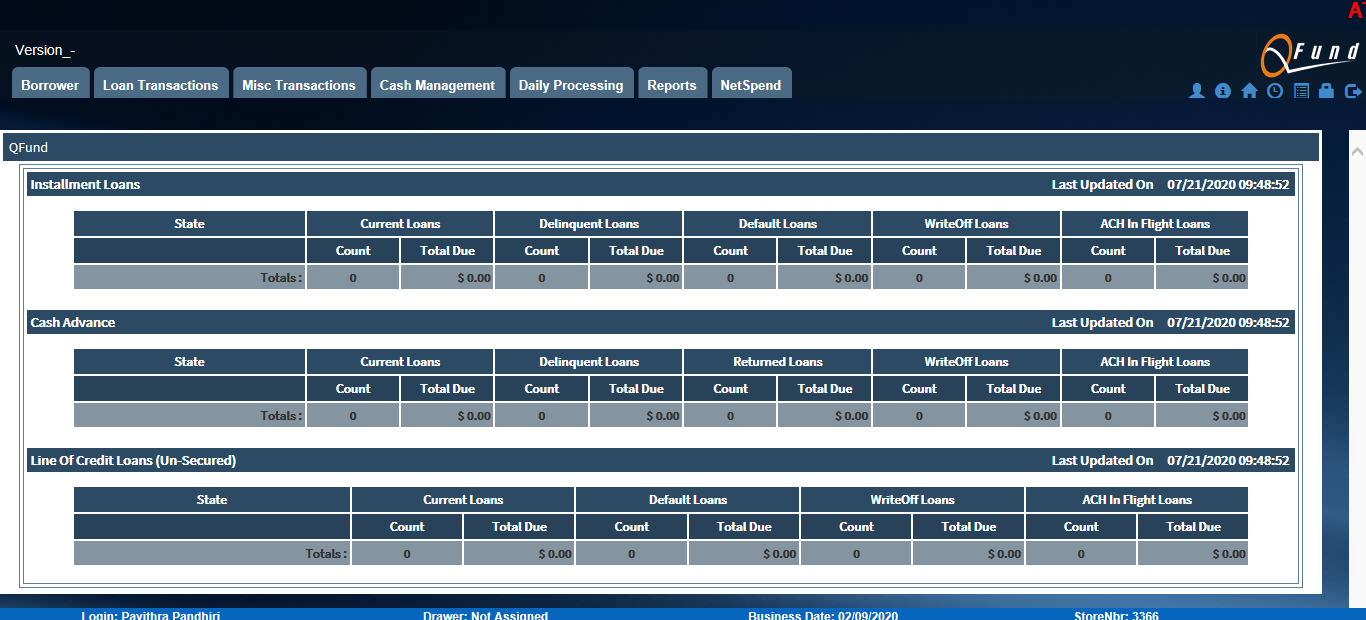 A
Version_-
QFund
Borrower Loan Transactions Misc Transactions Cash Management Daily Processing Reports NetSpend
QFund
Installment Loans Last Updated On 07/21/2020 09:48:52
State Current Loans Delinquent Loans Default Loans WriteOff Loans ACH In Flight Loans
Count Total Due Count Total Due Count Total Due Count Total Due Count Total Due
Totals : 0 $ 0.00 0 $ 0.00 0 $ 0.00 0 $ 0.00 0 $ 0.00
Cash Advance Last Updated On 07/21/2020 09:48:52
State Current Loans Delinquent Loans Returned Loans WriteOff Loans ACH In Flight Loans
Count Total Due Count Total Due Count Total Due Count Total Due Count Total Due
Totals : 0 $ 0.00 0 $ 0.00 0 $ 0.00 0 $ 0.00 0 $ 0.00
Line Of Credit Loans (Un-Secured) Last Updated On 07/21/2020 09:48:52
State Current Loans Default Loans WriteOff Loans ACH In Flight Loans
Count Total Due Count Total Due Count Total Due Count Total Due
Totals : 0 $ 0.00 0 $ 0.00 0 $ 0.00 0 $ 0.00
Login: Pavithra Pandhiri Drawer: Not Assigned Business Date: 02/09/2020 StoreNbr: 3366